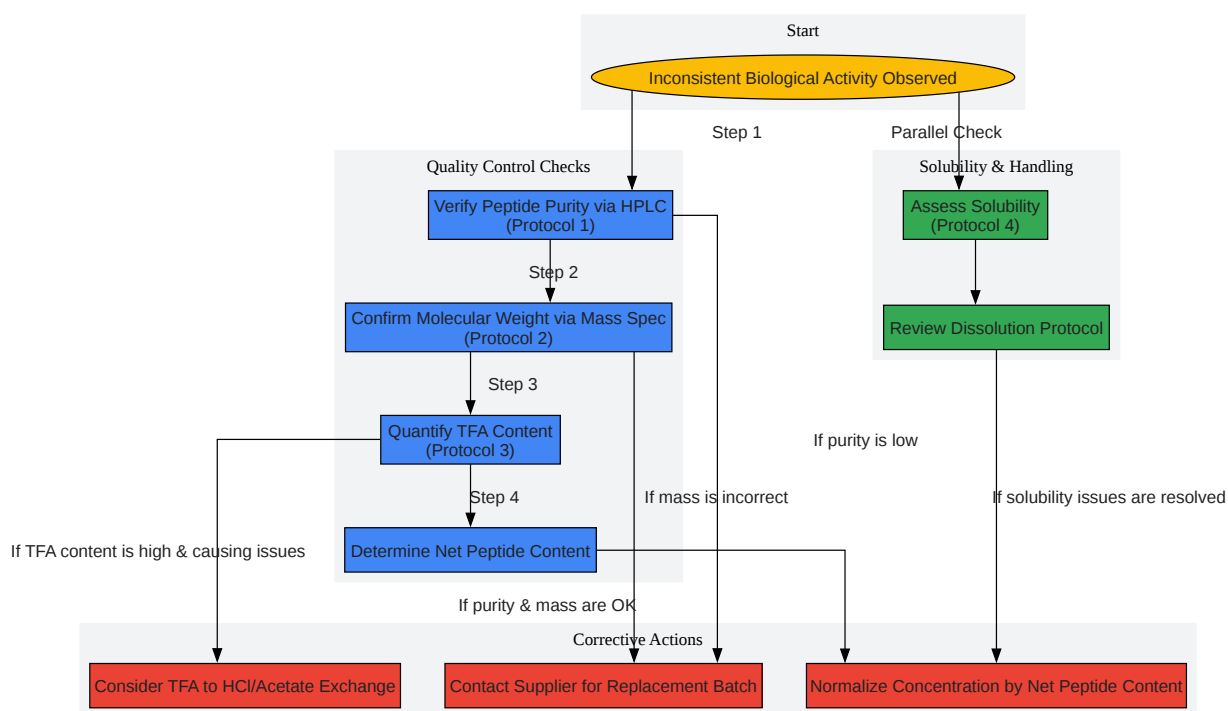 Start
Inconsistent Biological Activity Observed
Step 1
Parallel Check
Quality Control Checks
Solubility & Handling
Verify Peptide Purity via HPLC
(Protocol 1)
Assess Solubility
(Protocol 4)
Step 2
Confirm Molecular Weight via Mass Spec
(Protocol 2)
Review Dissolution Protocol
Step 3
Quantify TFA Content
(Protocol 3)
If purity is low
Step 4
If mass is incorrect
If solubility issues are resolved
If TFA content is high & causing issues
Determine Net Peptide Content
If purity & mass are OK
Corrective Actions
Consider TFA to HCl/Acetate Exchange
Contact Supplier for Replacement Batch
Normalize Concentration by Net Peptide Content